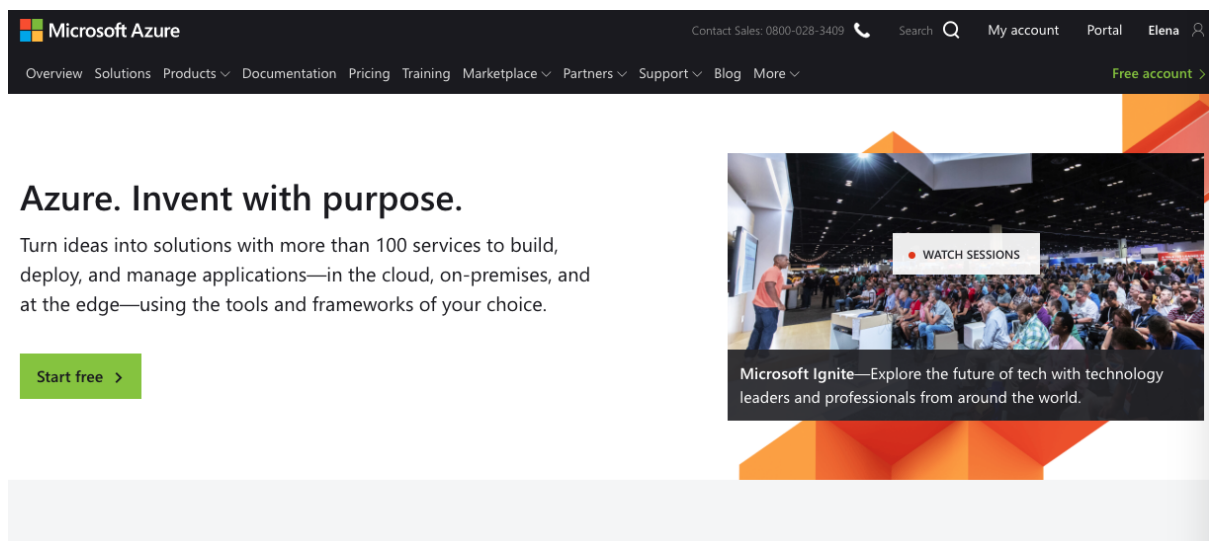 Microsoft Azure
Contact Sales: 0800-028-3409 Search My account Portal Elena
Overview Solutions Products Documentation Pricing Training Marketplace Partners Support Blog More Free account
Azure. Invent with purpose.
Turn ideas into solutions with more than 100 services to build,
deploy, and manage applications—in the cloud, on-premises, and
at the edge—using the tools and frameworks of your choice.
Start free
WATCH SESSIONS
Microsoft Ignite—Explore the future of tech with technology
leaders and professionals from around the world.